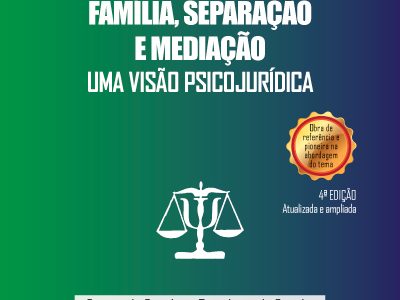 FAMÍLIA, SEPARAÇÃO
E MEDIAÇÃO
UMA VISÃO PSICOJURÍDICA
Obra de
referência e
pioneira na
abordagem
do tema
4ª EDIÇÃO
Atualizada e ampliada